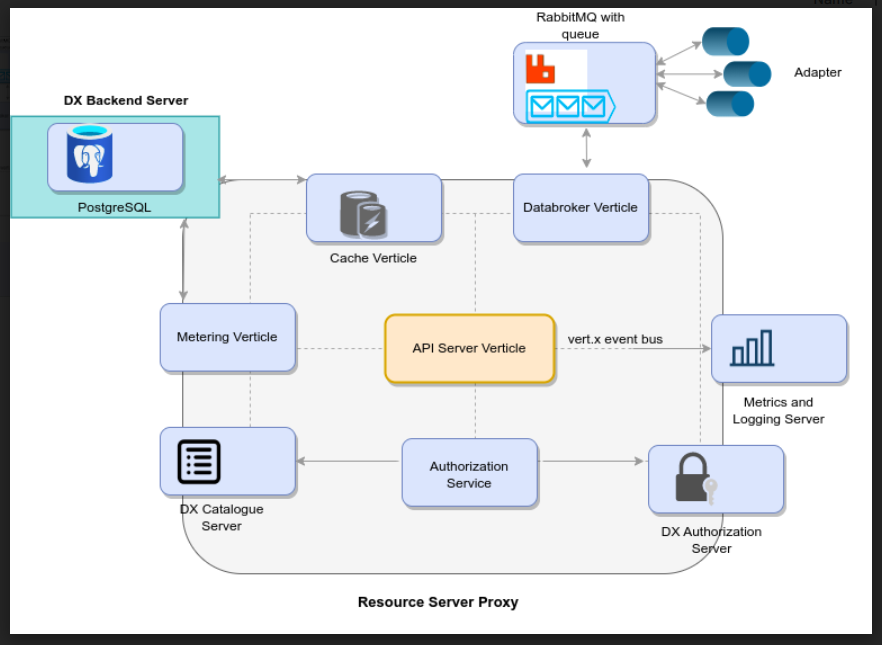 RabbitMQ with
queue
Adapter
DX Backend Server
PostgreSQL
Databroker Verticle
Cache Verticle
Metering Verticle
API Server Verticle
vert.x event bus
Metrics and
Logging Server
Authorization
Service
DX Catalogue
Server
DX Authorization
Server
Resource Server Proxy